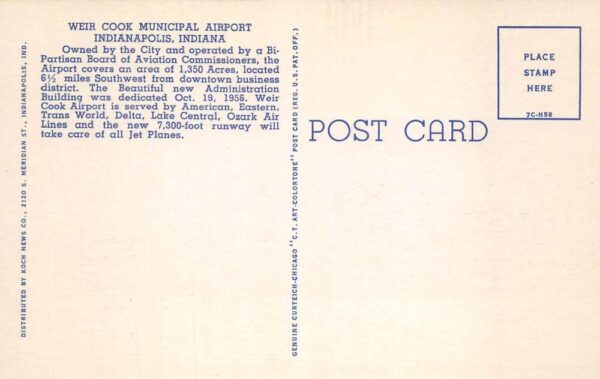 WEIR COOK MUNICIPAL AIRPORT
INDIANAPOLIS, INDIANA
Owned by the City and operated by a Bi-
Partisan Board of Aviation Commissioners, the
Airport covers an area of 1,350 Acres, located
6½ miles Southwest from downtown business
district. The Beautiful new Administration
Building was dedicated Oct. 19, 1956. Weir
Cook Airport is served by American, Eastern,
Trans World, Delta, Lake Central, Ozark Air
Lines and the new 7,300-foot runway will
take care of all Jet Planes.
DISTRIBUTED BY KOCH NEWS CO., 2120 S. MERIDIAN ST., INDIANAPOLIS, IND.
GENUINE CURTEICH-CHICAGO "C.T. ART-COLORTONE" POST CARD (REG. U.S. PAT. OFF.)
POST CARD
PLACE
STAMP
HERE
7C-H58